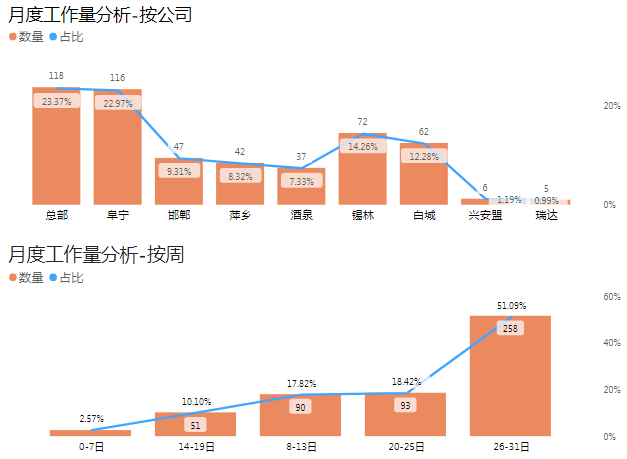 月度工作量分析-按公司
数量 占比
118 116 47 42 37 72 62 6 5
23.37% 22.97% 9.31% 8.32% 7.33% 14.26% 12.28% 1.19% 0.99%
20%
0%
总部 阜宁 邯郸 萍乡 酒泉 锡林 白城 兴安盟 瑞达
月度工作量分析-按周
数量 占比
60%
40%
20%
0%
2.57% 10.10% 17.82% 18.42% 51.09%
51 90 93 258
0-7日 14-19日 8-13日 20-25日 26-31日